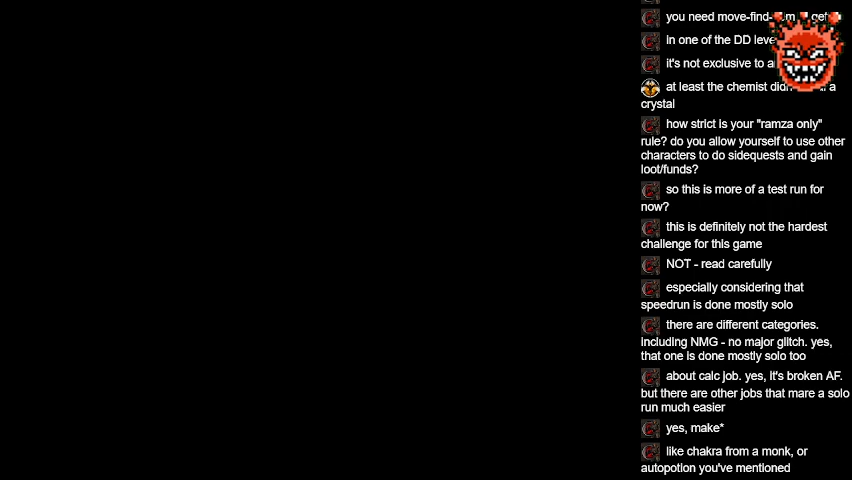 you need move-find-
in one of the DD
it's not exclusive to
at least the chemist a
crystal
how strict is your "ramza only"
rule? do you allow yourself to use other
characters to do sidequests and gain
loot/funds?
so this is more of a test run for
now?
this is definitely not the hardest
challenge for this game
NOT - read carefully
especially considering that
speedrun is done mostly solo
there are different categories.
including NMG - no major glitch. yes,
that one is done mostly solo too
about calc job. yes, it's broken AF.
but there are other jobs that mare a solo
run much easier
yes, make*
like chakra from a monk, or
autopotion you've mentioned